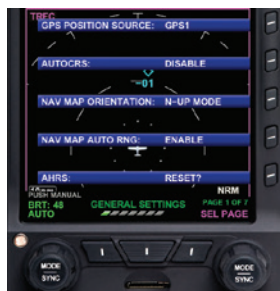 TREC
GPS POSITION SOURCE: GPS1
AUTOCRS: DISABLE
-01
NAV MAP ORIENTATION: N-UP MODE
NAV MAP AUTO RNG: ENABLE
AHRS: RESET?
PUSH MANUAL NRM
BRT: 48 GENERAL SETTINGS PAGE 1 OF 7
AUTO SEL PAGE
MODE MODE
SYNC SYNC